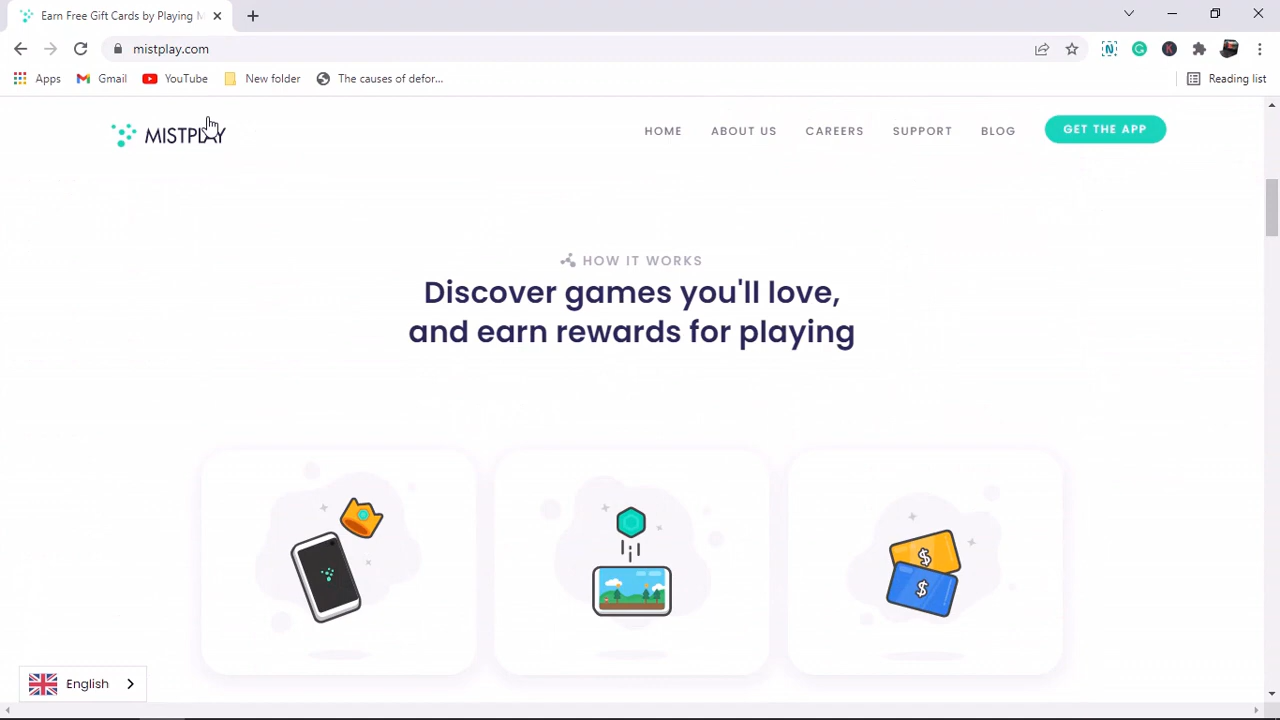 Earn Free Gift Cards by Playing M
mistplay.com
Apps
Gmail
YouTube
New folder
The causes of defor...
Reading list
MISTPLAY
HOME
ABOUT US
CAREERS
SUPPORT
BLOG
GET THE APP
HOW IT WORKS
Discover games you'll love,
and earn rewards for playing
$
$
English